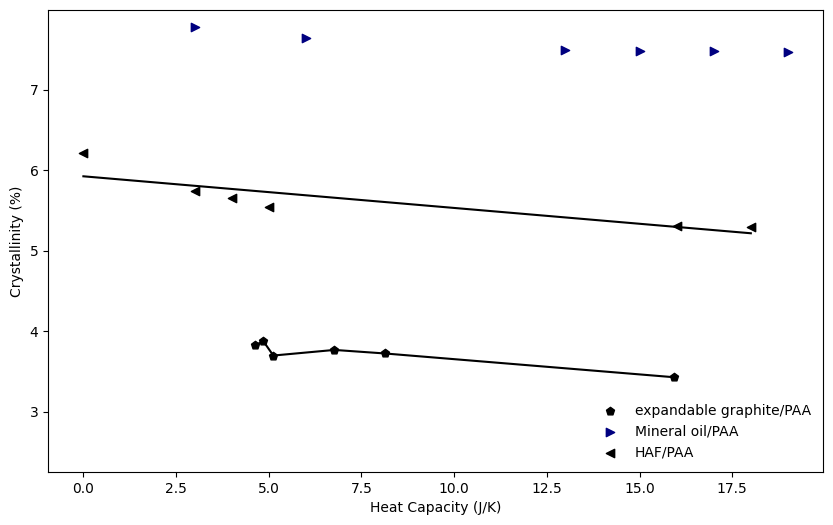 7
6
5
4
3
Crystallinity (%)
0.0 2.5 5.0 7.5 10.0 12.5 15.0 17.5
Heat Capacity (J/K)
expandable graphite/PAA
Mineral oil/PAA
HAF/PAA